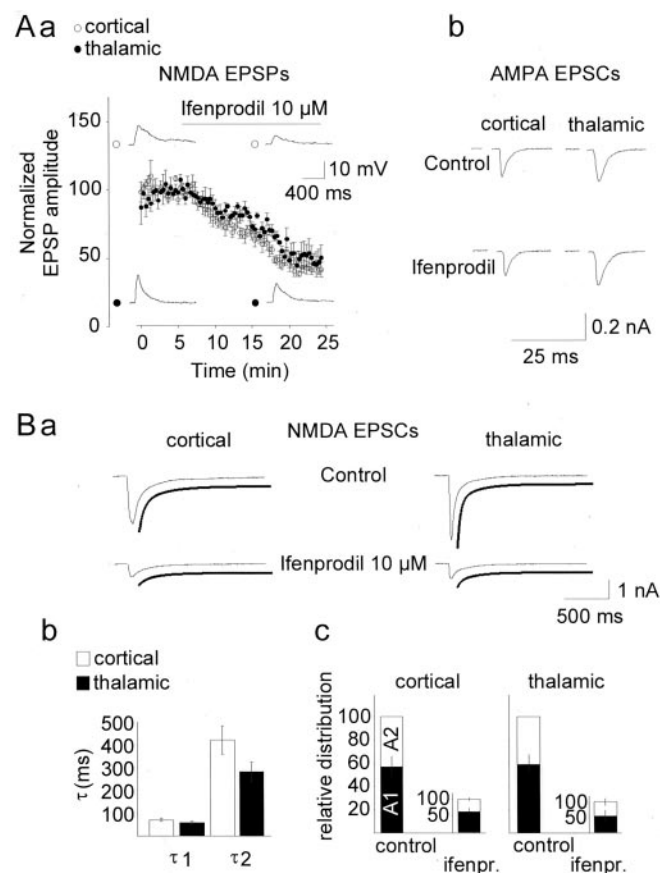 Aa
cortical
thalamic
NMDA EPSPs
Ifenprodil 10 µM
150
100
50
0
Normalized
EPSP amplitude
10 mV
400 ms
0 5 10 15 20 25
Time (min)
b
AMPA EPSCs
cortical thalamic
Control
Ifenprodil
0.2 nA
25 ms
Ba
cortical NMDA EPSCs thalamic
Control
Ifenprodil 10 µM
1 nA
500 ms
b
cortical
thalamic
500
400
300
200
100
τ (ms)
τ1 τ2
c
cortical thalamic
relative distribution
100
80
60
40
20
A2
A1
100
50
100
50
control control
ifenpr. ifenpr.